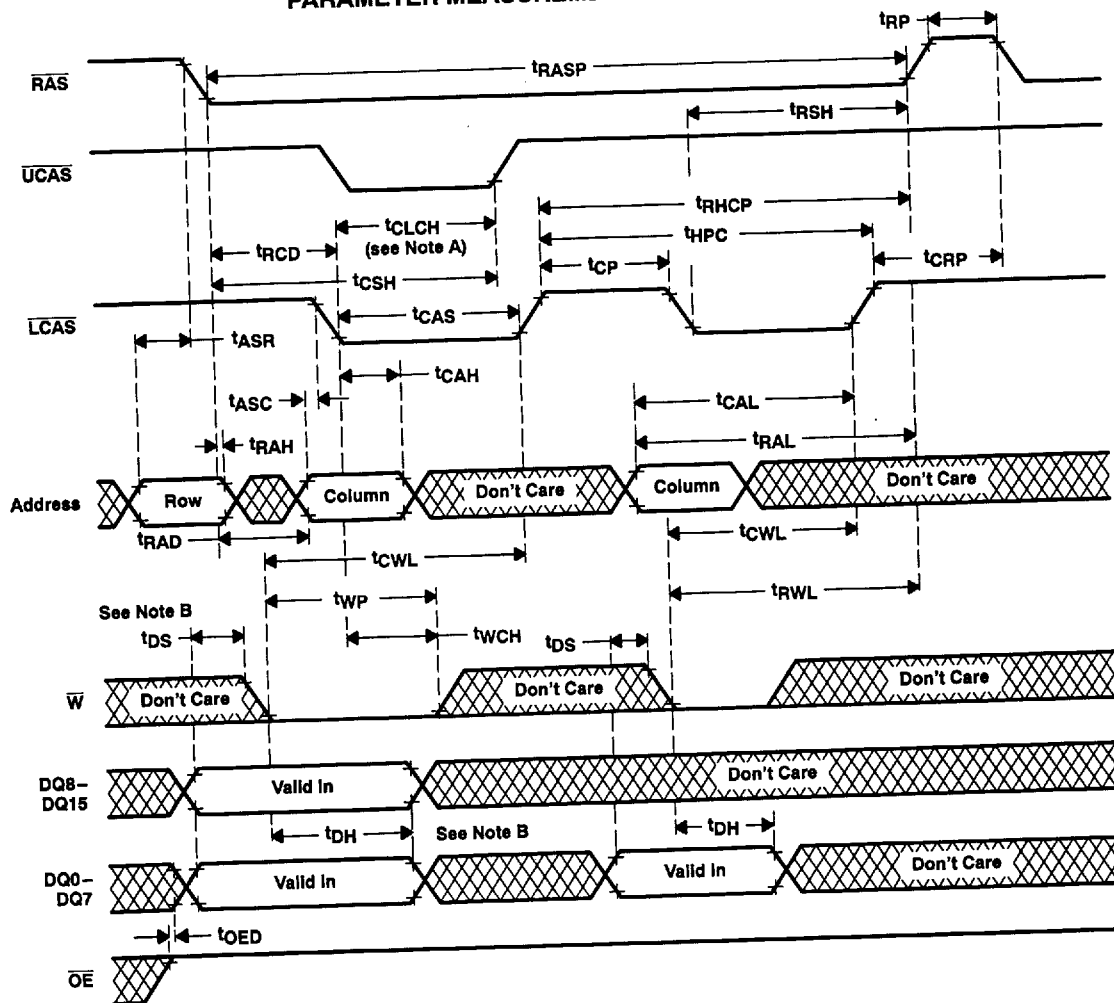 PARAMETER MEASUREM
tRP
RAS
tRASP
tRSH
UCAS
tRHCP
tCLCH
tHPC
tRCD
(see Note A)
tCP
tCRP
tCSH
LCAS
tCAS
tASR
tCAH
tASC
tCAL
tRAH
tRAL
Address
Row
Column
Don't Care
Column
Don't Care
tRAD
tCWL
tCWL
tWP
tRWL
See Note B
tDS
tWCH
tDS
W
Don't Care
Don't Care
Don't Care
DQ8–
DQ15
Valid In
Don't Care
tDH
See Note B
tDH
DQ0–
DQ7
Valid In
Valid In
Don't Care
tOED
OE